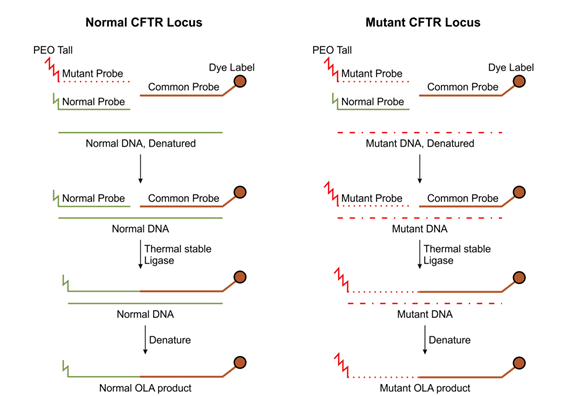 Normal CFTR Locus
PEO Tall
Dye Label
Mutant Probe
Common Probe
Normal Probe
Normal DNA, Denatured
Normal Probe
Common Probe
Normal DNA
Thermal stable
Ligase
Normal DNA
Denature
Normal OLA product
Mutant CFTR Locus
PEO Tall
Dye Label
Mutant Probe
Common Probe
Normal Probe
Mutant DNA, Denatured
Mutant Probe
Common Probe
Mutant DNA
Thermal stable
Ligase
Mutant DNA
Denature
Mutant OLA product